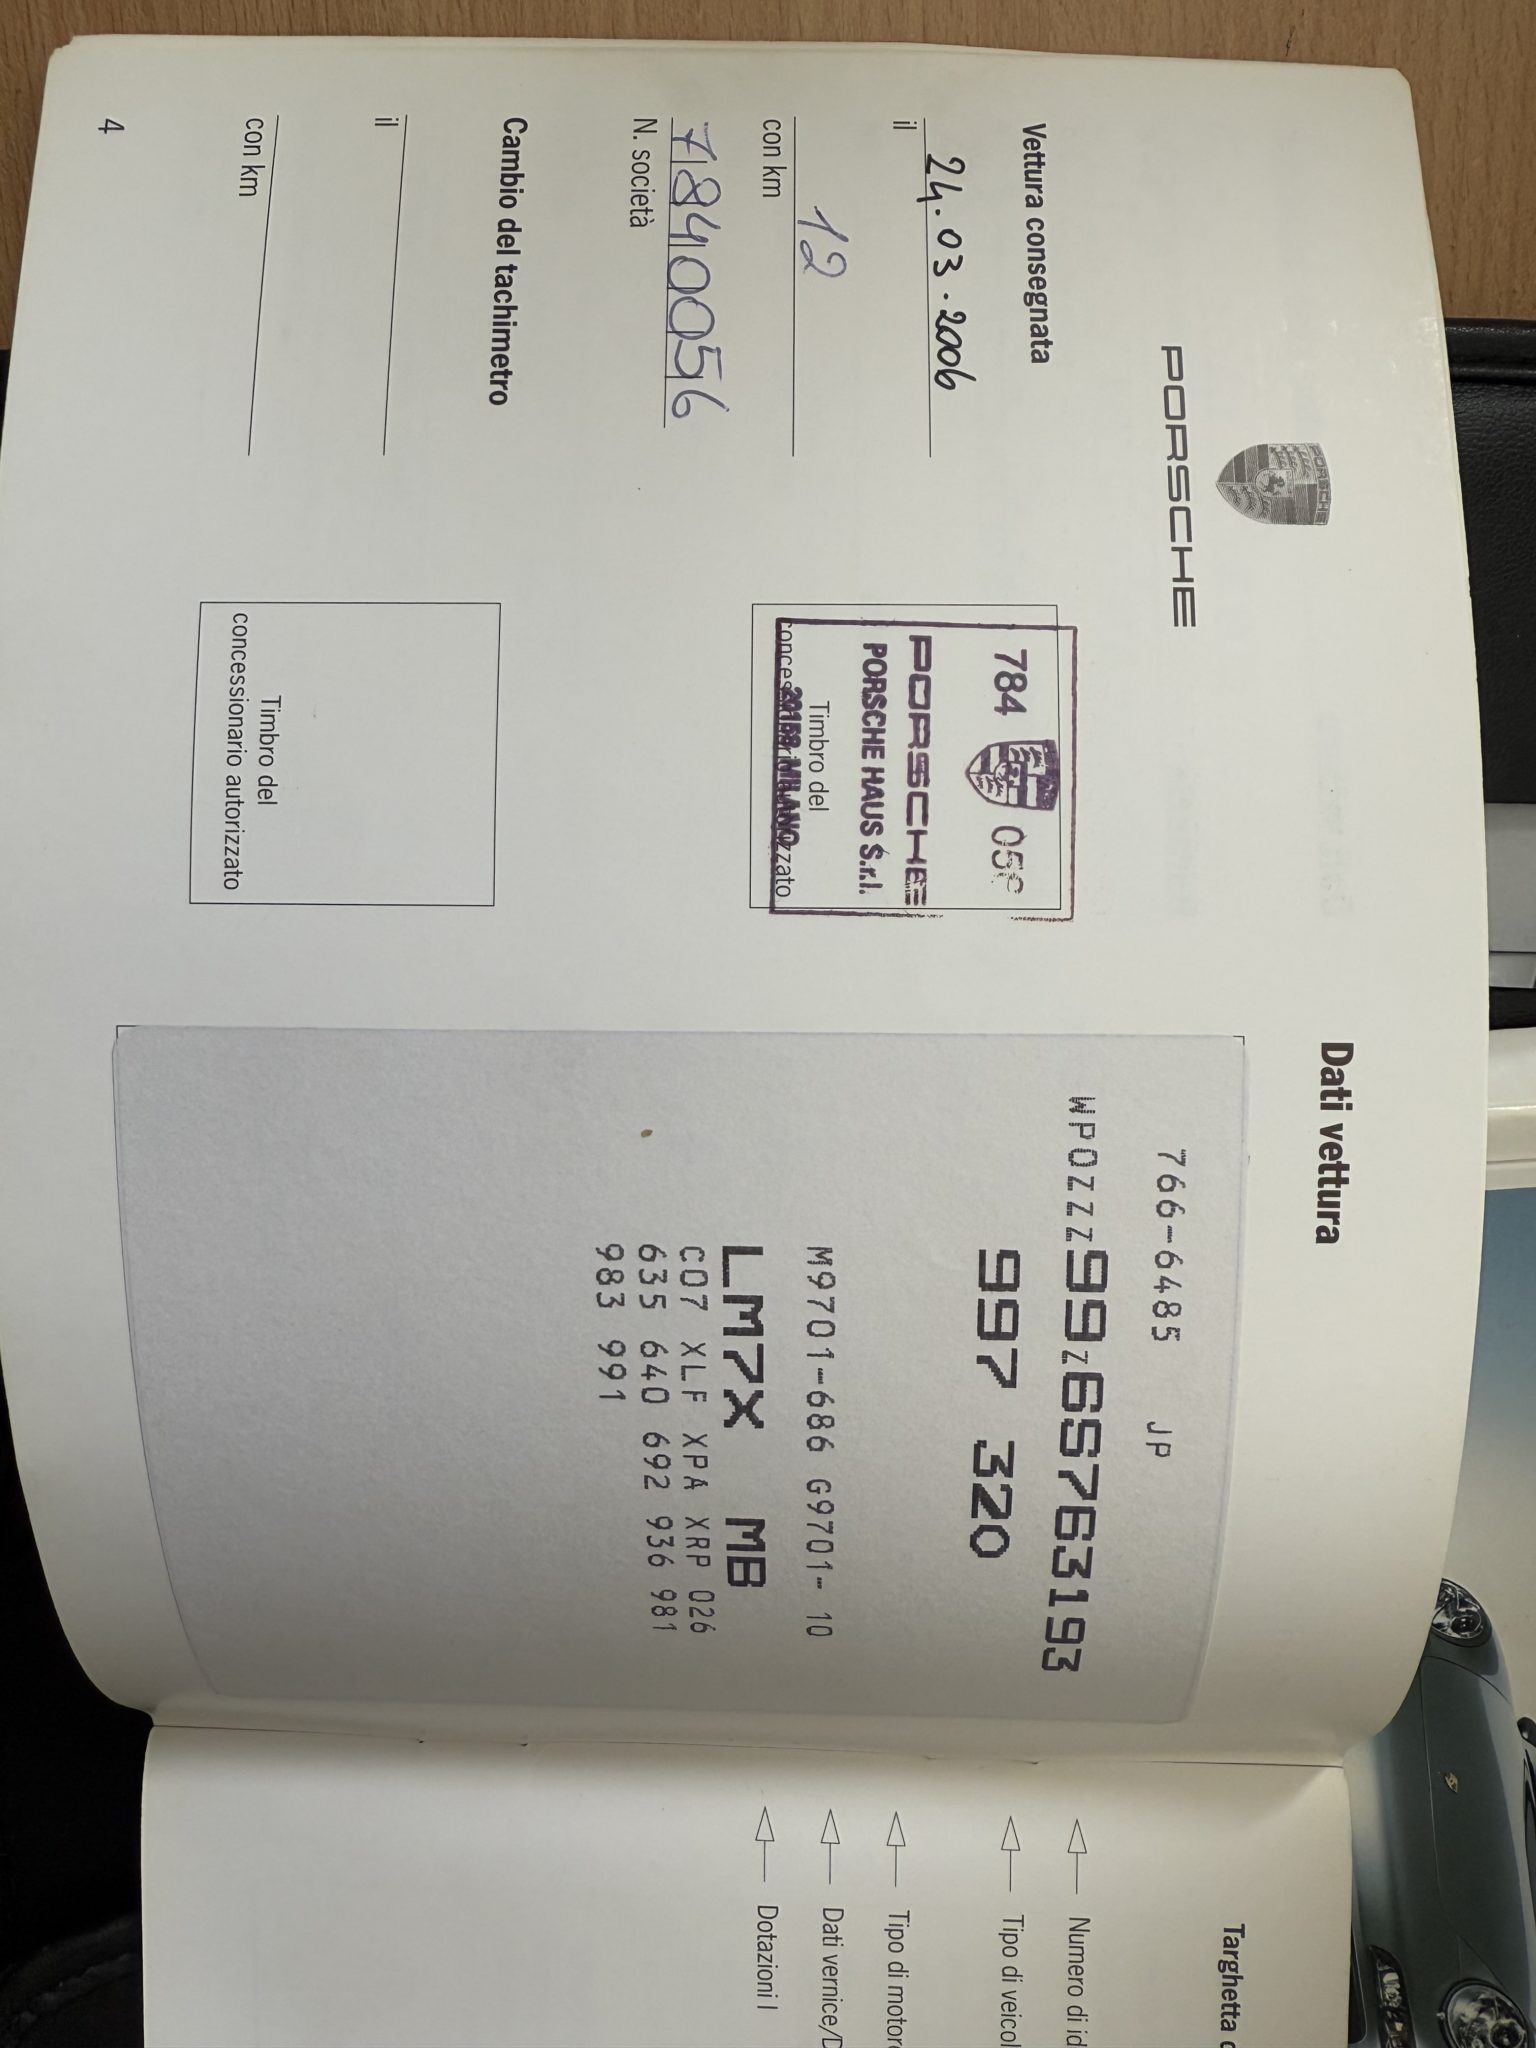 PORSCHE
PORSCHE
Vettura consegnata
24.03.2006
il
12
con km
7840056
N. società
Cambio del tachimetro
il
con km
4
784
PORSCHE
PORSCHE HAUS S.r.l.
Timbro del
MILANO
Timbro del
concessionario autorizzato
Dati vettura
766-6485 JP
WP0ZZZ99Z6S763193
997 320
M9701-686 G9701- 10
LM7X MB
C07 XLF XPA XRP 026
635 640 692 936 981
983 991
Targhetta
Numero di id
Tipo di veicol
Tipo di motor
Dati vernice/D
Dotazioni I